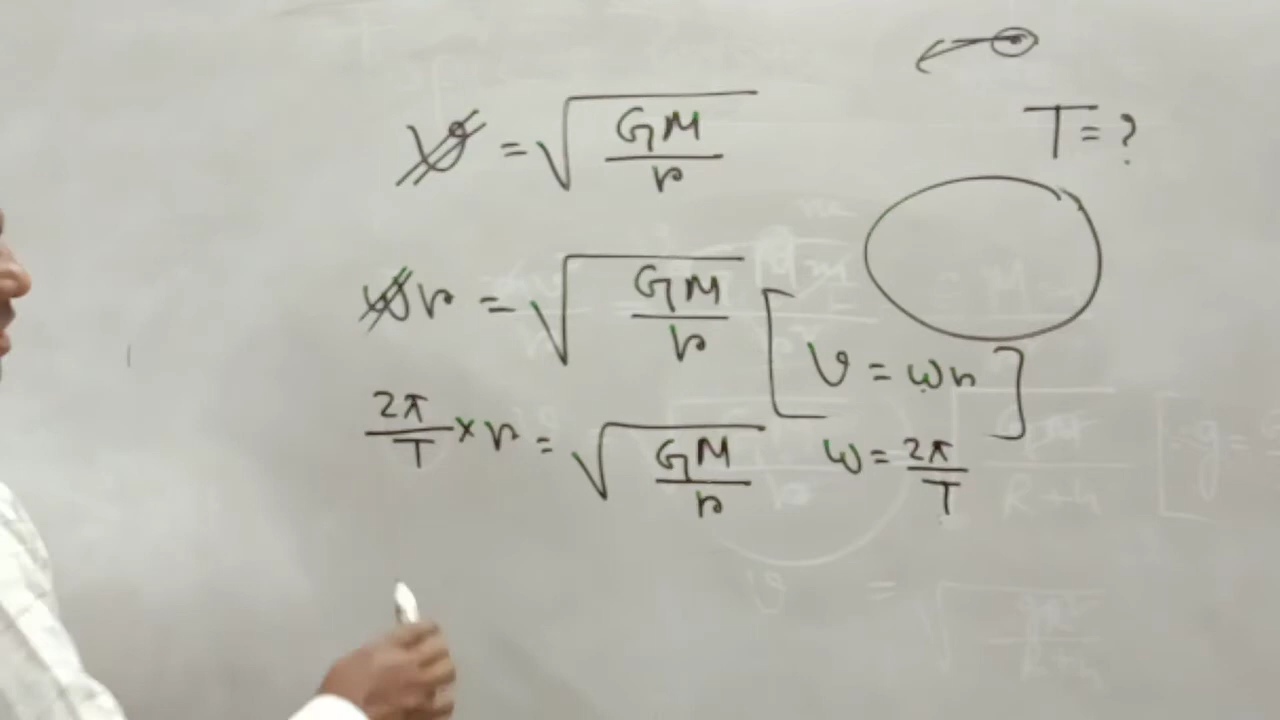 v = √(GM/r)
T = ?
ωr = √(GM/r)
[v = ωr]
2π/T × r = √(GM/r)
ω = 2π/T